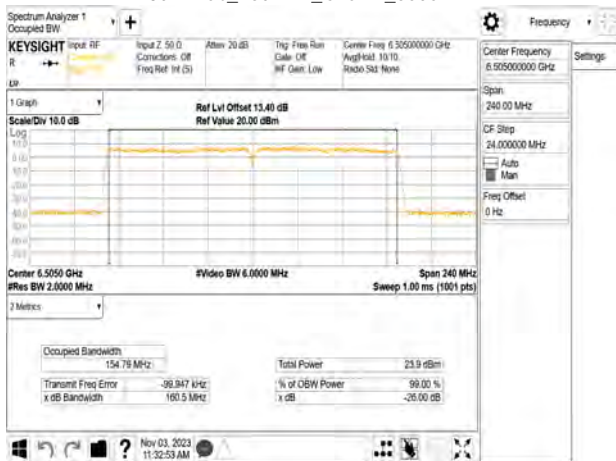 Spectrum Analyzer 1
Occupied BW
+
Frequency
KEYSIGHT
R
Input: RF
Input Z: 50 Ω
Corrections: Off
Freq Ref: Int (S)
Atten: 20 dB
Trig: Free Run
Gate: Off
#IF Gain: Low
Center Freq: 6.505000000 GHz
Avg|Hold: 10/10
Radio Std: None
Center Frequency
6.505000000 GHz
Settings
Span
240.00 MHz
CF Step
24.000000 MHz
Auto
Man
Freq Offset
0 Hz
1 Graph
Scale/Div 10.0 dB
Ref Lvl Offset 13.40 dB
Ref Value 20.00 dBm
Log
10.0
0.00
Center 6.5050 GHz
#Res BW 2.0000 MHz
#Video BW 6.0000 MHz
Span 240 MHz
Sweep 1.00 ms (1001 pts)
2 Metrics
Occupied Bandwidth
154.79 MHz
Total Power
23.9 dBm
Transmit Freq Error
-99.947 kHz
% of OBW Power
99.00 %
x dB Bandwidth
160.5 MHz
x dB
-26.00 dB
?
Nov 03, 2023
11:32:53 AM